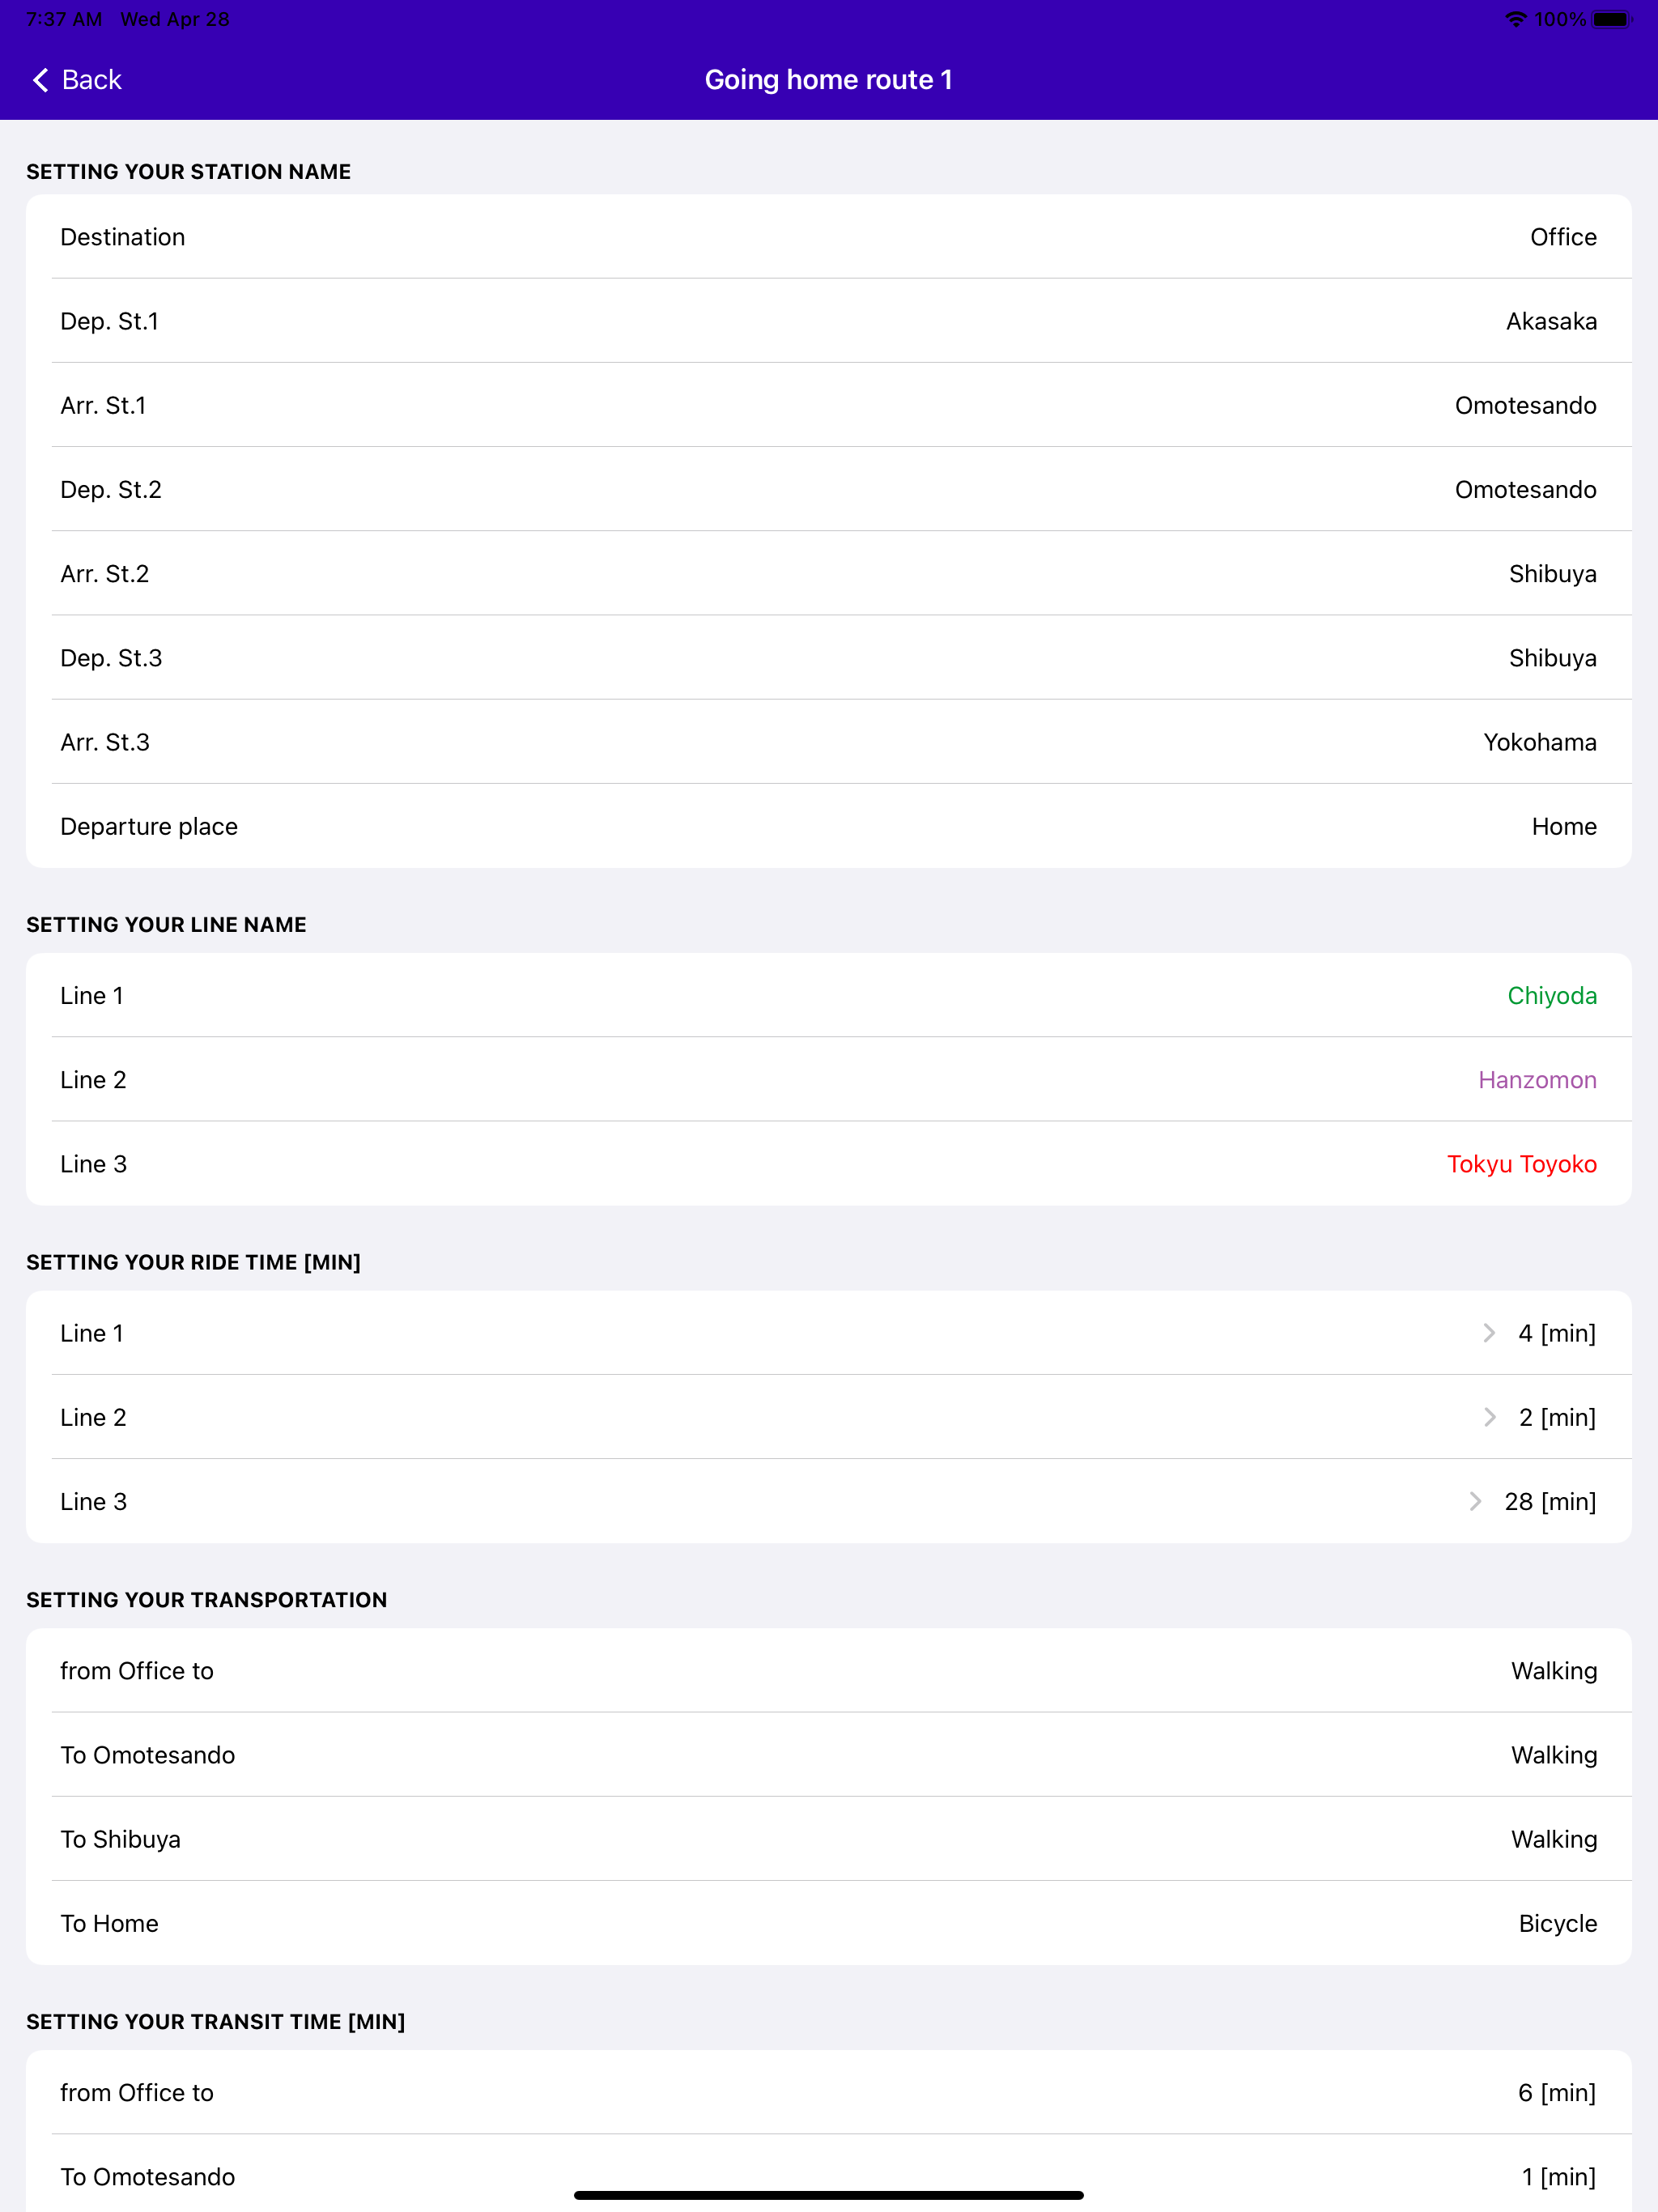 7:37 AM Wed Apr 28 100%
Back Going home route 1
SETTING YOUR STATION NAME
Destination Office
Dep. St.1 Akasaka
Arr. St.1 Omotesando
Dep. St.2 Omotesando
Arr. St.2 Shibuya
Dep. St.3 Shibuya
Arr. St.3 Yokohama
Departure place Home
SETTING YOUR LINE NAME
Line 1 Chiyoda
Line 2 Hanzomon
Line 3 Tokyu Toyoko
SETTING YOUR RIDE TIME [MIN]
Line 1 4 [min]
Line 2 2 [min]
Line 3 28 [min]
SETTING YOUR TRANSPORTATION
from Office to Walking
To Omotesando Walking
To Shibuya Walking
To Home Bicycle
SETTING YOUR TRANSIT TIME [MIN]
from Office to 6 [min]
To Omotesando 1 [min]